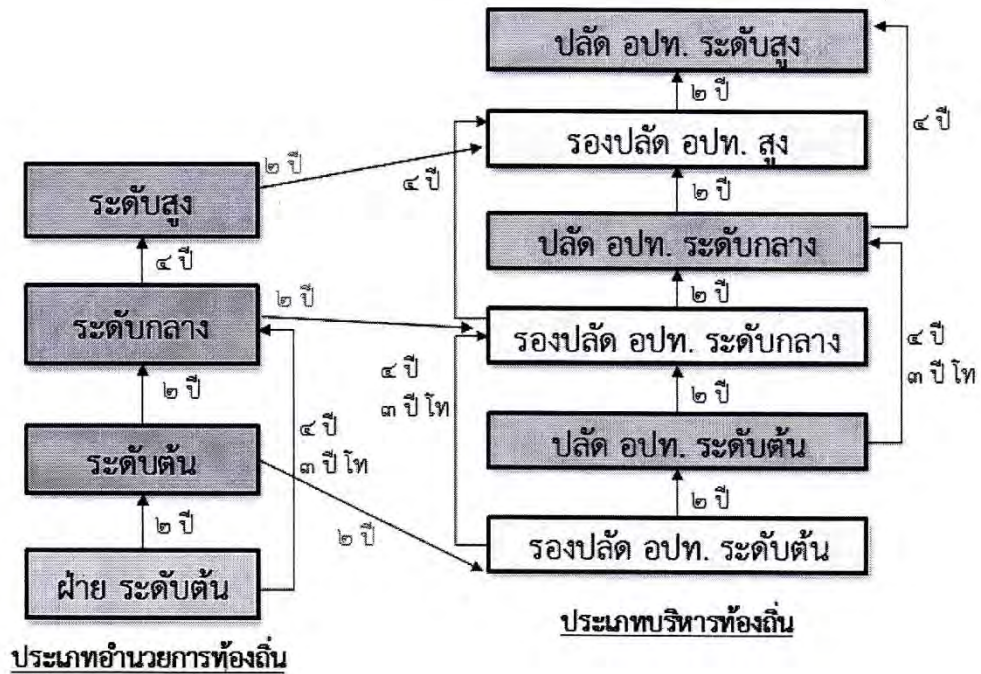 ปลัด อปท. ระดับสูง
๒ ปี
๔ ปี
รองปลัด อปท. สูง
๒ ปี
๔ ปี
ระดับสูง
๒ ปี
ปลัด อปท. ระดับกลาง
๔ ปี
๒ ปี
๒ ปี
ระดับกลาง
รองปลัด อปท. ระดับกลาง
๔ ปี
๓ ปี โท
๔ ปี
๓ ปี โท
๒ ปี
๒ ปี
๔ ปี
๓ ปี โท
ระดับต้น
ปลัด อปท. ระดับต้น
๒ ปี
๒ ปี
๒ ปี
ฝ่าย ระดับต้น
รองปลัด อปท. ระดับต้น
ประเภทบริหารท้องถิ่น
ประเภทอำนวยการท้องถิ่น